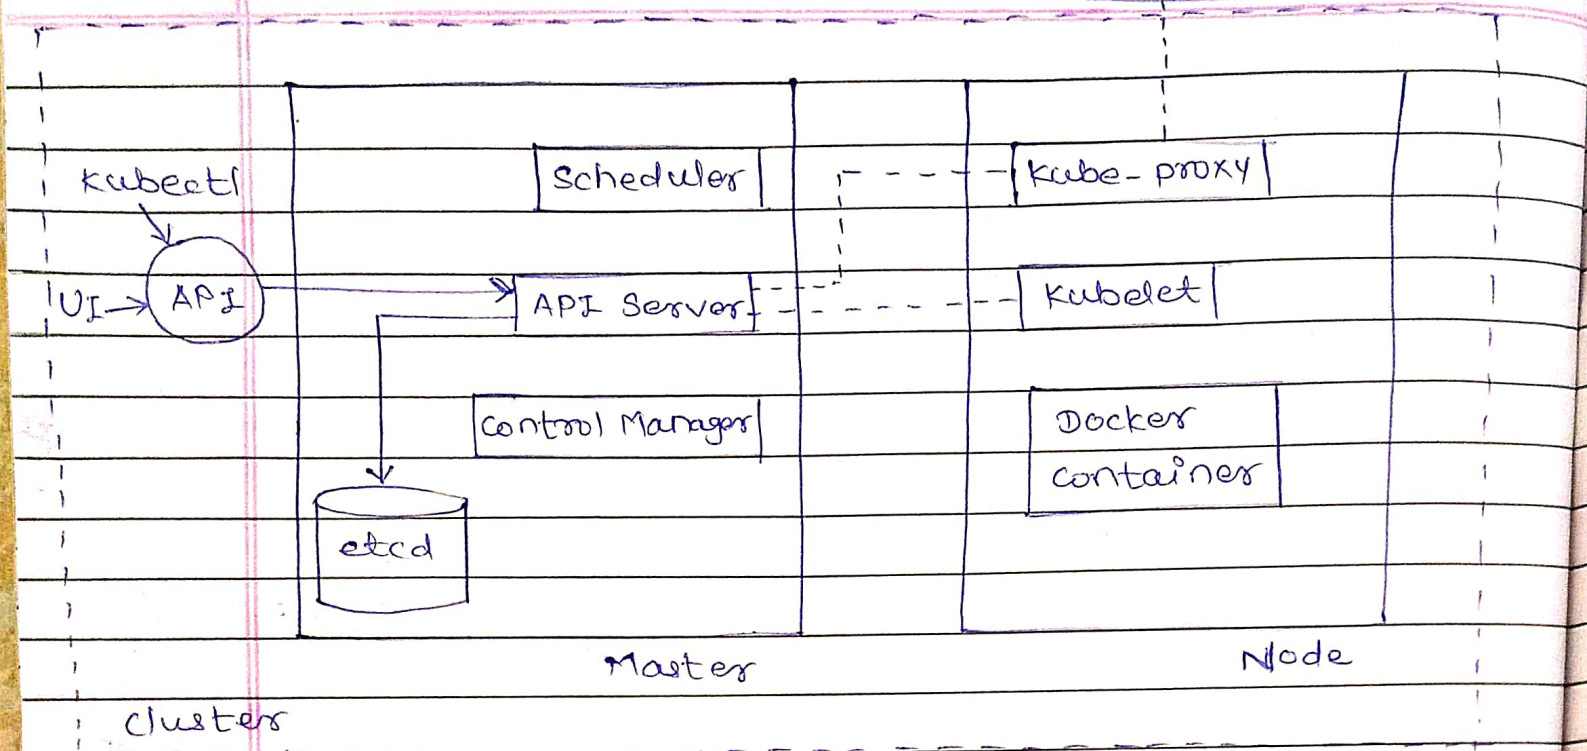 Kubectl
UI
API
Scheduler
API Server
Control Manager
etcd
Master
Kube-proxy
Kubelet
Docker
Container
Node
Cluster